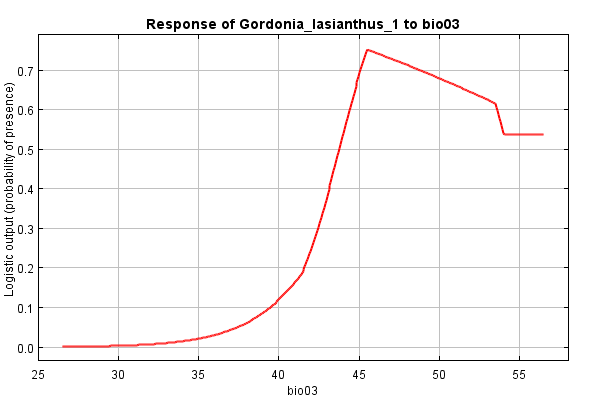 Response of Gordonia_lasianthus_1 to bio03
Logistic output (probability of presence)
0.7
0.6
0.5
0.4
0.3
0.2
0.1
0.0
25 30 35 40 45 50 55
bio03